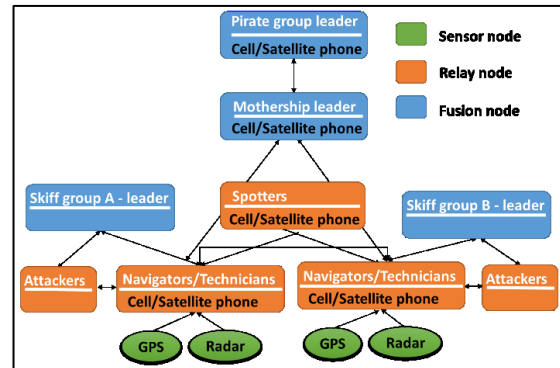 Pirate group leader
Cell/Satellite phone
Sensor node
Relay node
Fusion node
Mothership leader
Cell/Satellite phone
Skiff group A - leader
Spotters
Cell/Satellite phone
Skiff group B - leader
Attackers
Navigators/Technicians
Cell/Satellite phone
Navigators/Technicians
Cell/Satellite phone
Attackers
GPS
Radar
GPS
Radar